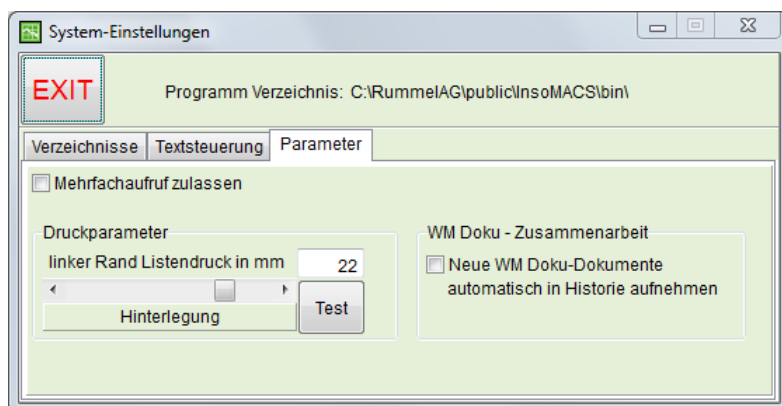 System-Einstellungen
EXIT
Programm Verzeichnis: C:\RummelAG\public\InsoMACS\bin\
Verzeichnisse Textsteuerung Parameter
Mehrfachaufruf zulassen
Druckparameter
linker Rand Listendruck in mm 22
Hinterlegung
Test
WM Doku - Zusammenarbeit
Neue WM Doku-Dokumente
automatisch in Historie aufnehmen